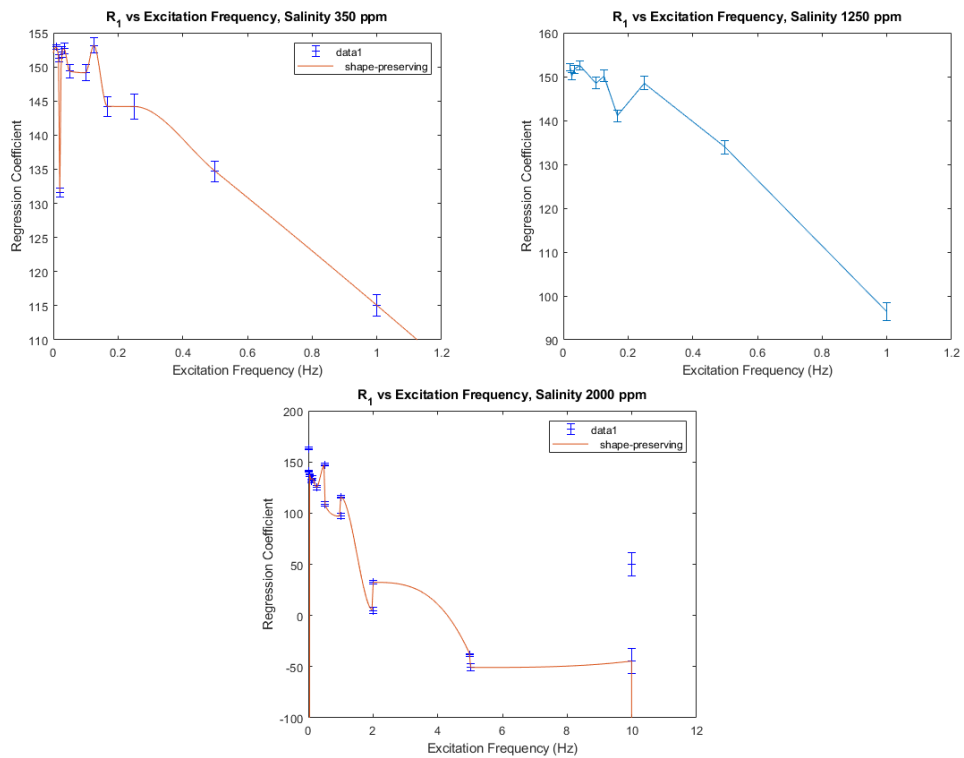 R1 vs Excitation Frequency, Salinity 350 ppm
155
150
145
140
135
130
125
120
115
110
Regression Coefficient
data1
shape-preserving
0 0.2 0.4 0.6 0.8 1 1.2
Excitation Frequency (Hz)
R1 vs Excitation Frequency, Salinity 1250 ppm
160
150
140
130
120
110
100
90
Regression Coefficient
0 0.2 0.4 0.6 0.8 1 1.2
Excitation Frequency (Hz)
R1 vs Excitation Frequency, Salinity 2000 ppm
200
150
100
50
0
-50
-100
Regression Coefficient
data1
shape-preserving
0 2 4 6 8 10 12
Excitation Frequency (Hz)